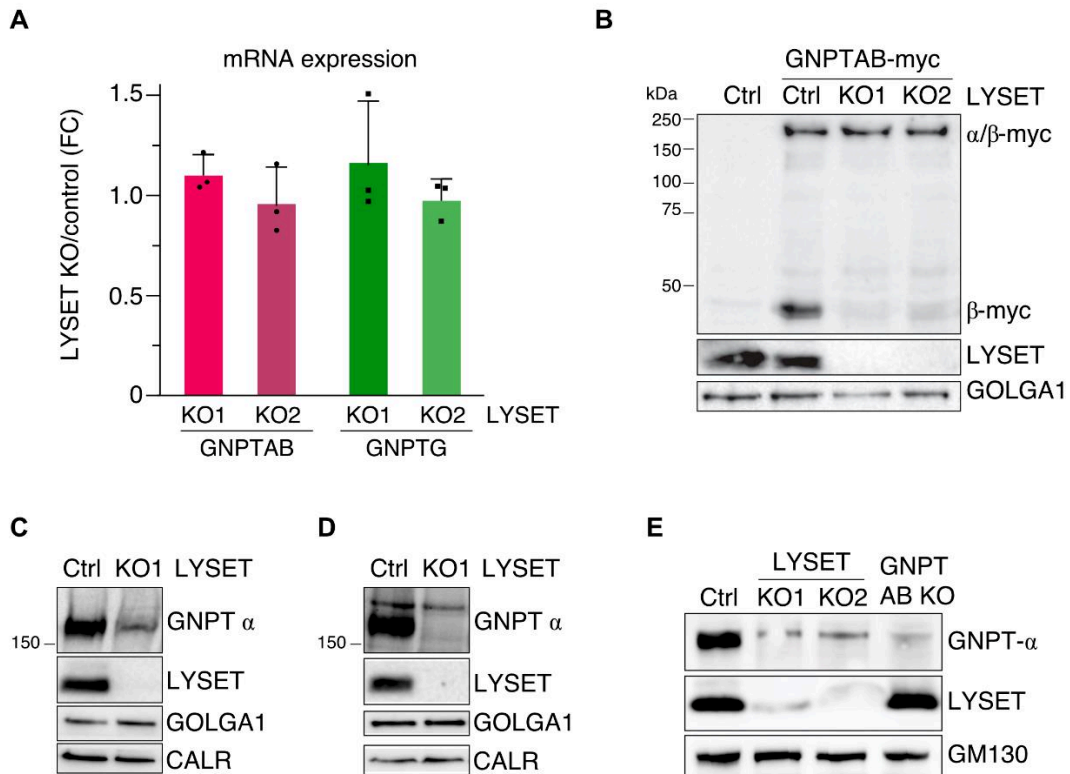 A
mRNA expression
LYSET KO/control (FC)
1.5
1.0
0.5
0
KO1 KO2 KO1 KO2 LYSET
GNPTAB GNPTG
B
GNPTAB-myc
kDa Ctrl Ctrl KO1 KO2 LYSET
250
150
100
75
50
α/β-myc
β-myc
LYSET
GOLGA1
C
Ctrl KO1 LYSET
150
GNPT α
LYSET
GOLGA1
CALR
D
Ctrl KO1 LYSET
150
GNPT α
LYSET
GOLGA1
CALR
E
LYSET GNPT
Ctrl KO1 KO2 AB KO
GNPT-α
LYSET
GM130